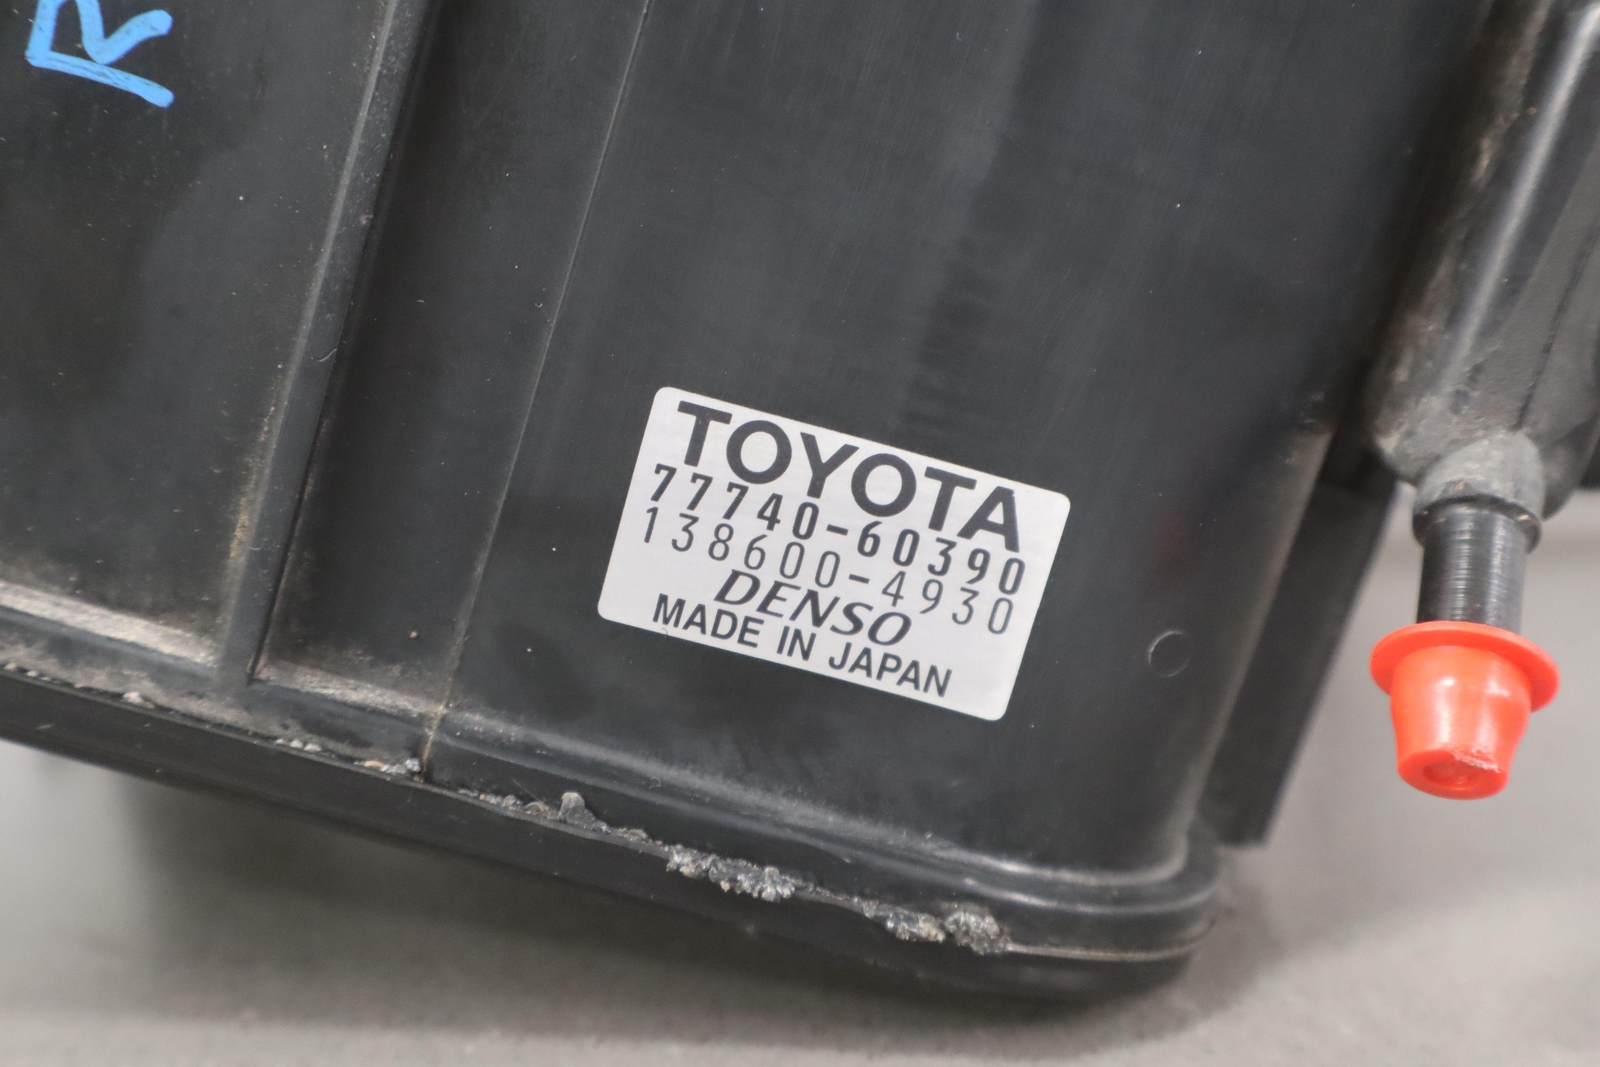 R
TOYOTA
77740-60390
138600-4930
DENSO
MADE IN JAPAN